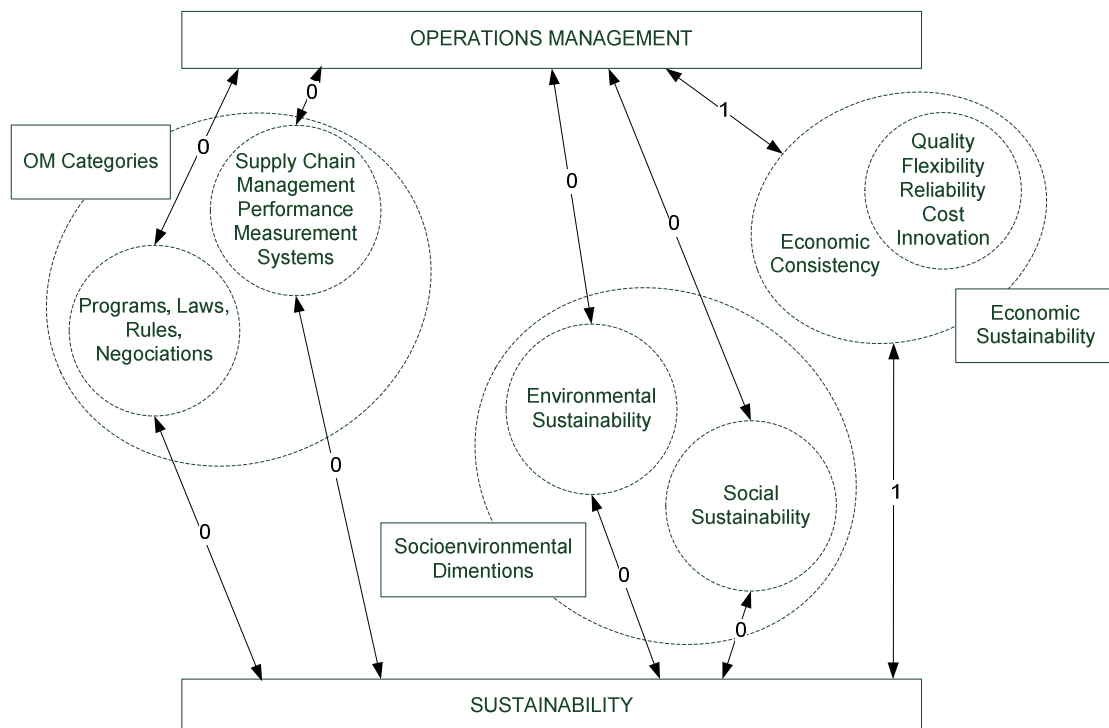 OPERATIONS MANAGEMENT
0
1
OM Categories
0
Supply Chain
Management
Performance
Measurement
Systems
Quality
Flexibility
Reliability
Cost
Innovation
0
0
Economic
Consistency
Programs, Laws,
Rules,
Negociations
Economic
Sustainability
Environmental
Sustainability
0
Social
Sustainability
1
0
Socioenvironmental
Dimentions
0
0
SUSTAINABILITY